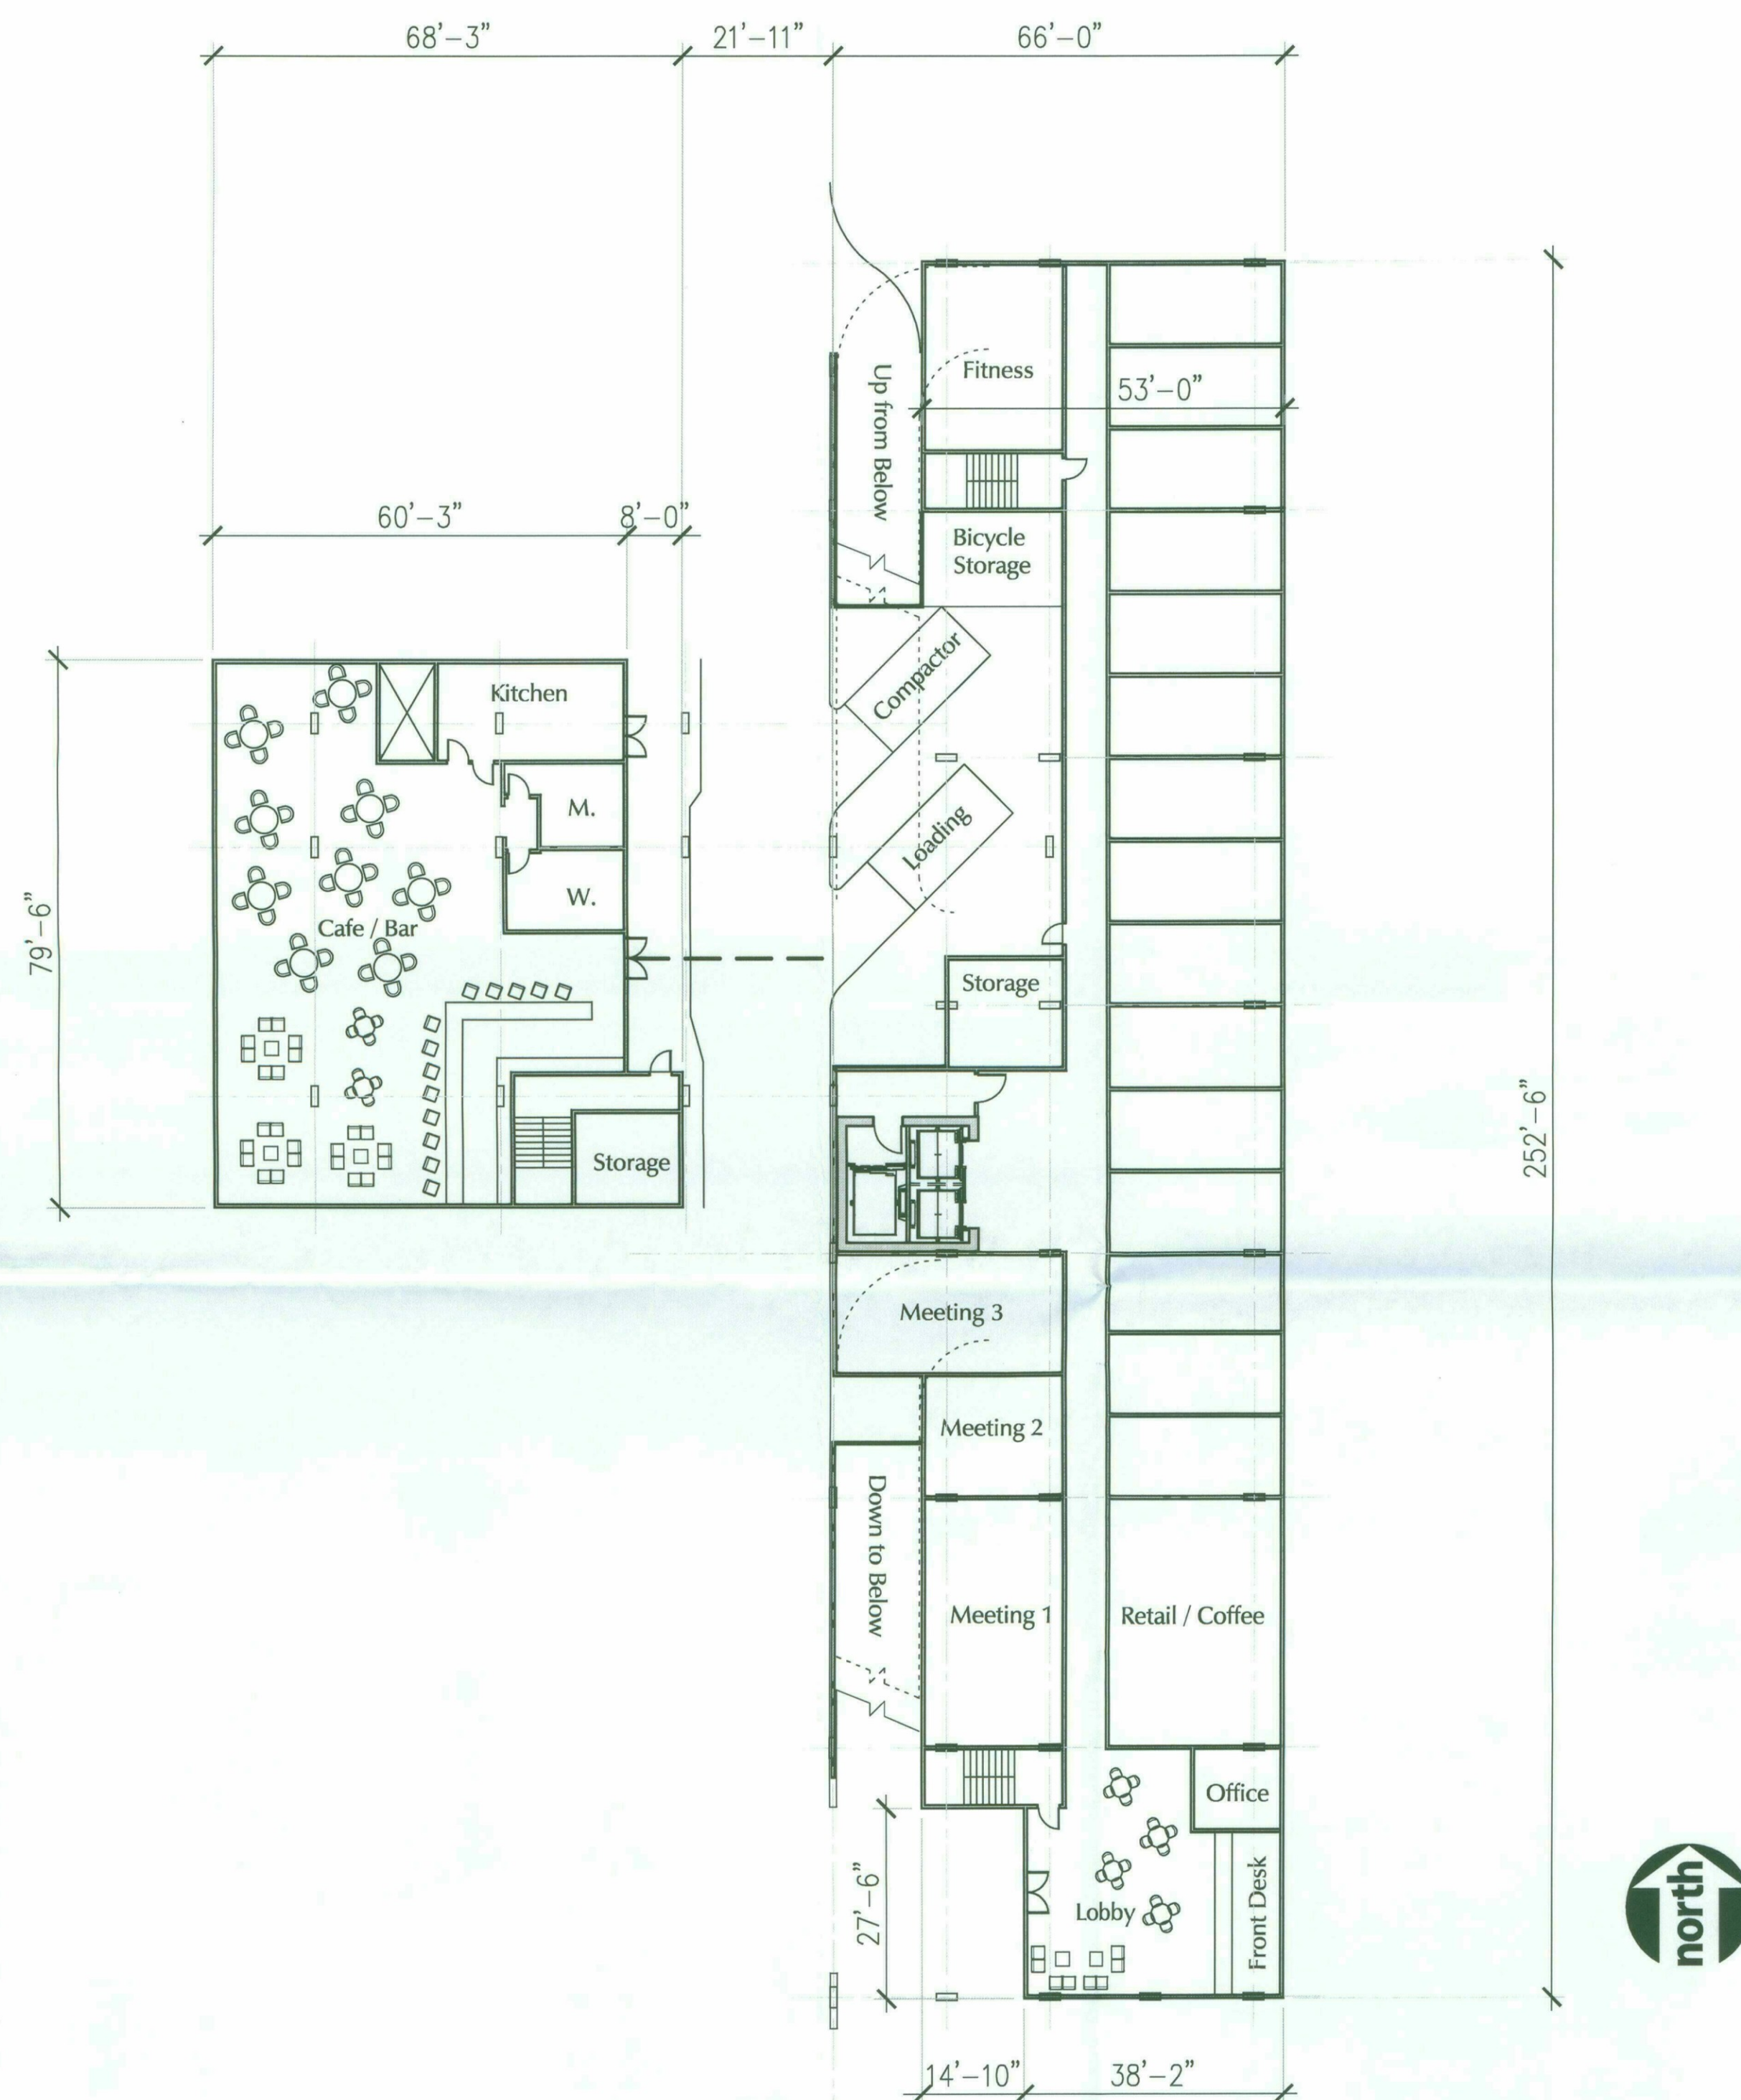 68'-3"
21'-11"
66'-0"
Fitness
53'-0"
Up from Below
60'-3"
8'-0"
Bicycle
Storage
Compactor
Kitchen
M.
Loading
W.
79'-6"
Cafe / Bar
Storage
252'-6"
Storage
Meeting 3
Meeting 2
Down to Below
Meeting 1
Retail / Coffee
Office
27'-6"
Lobby
Front Desk
north
14'-10"
38'-2"